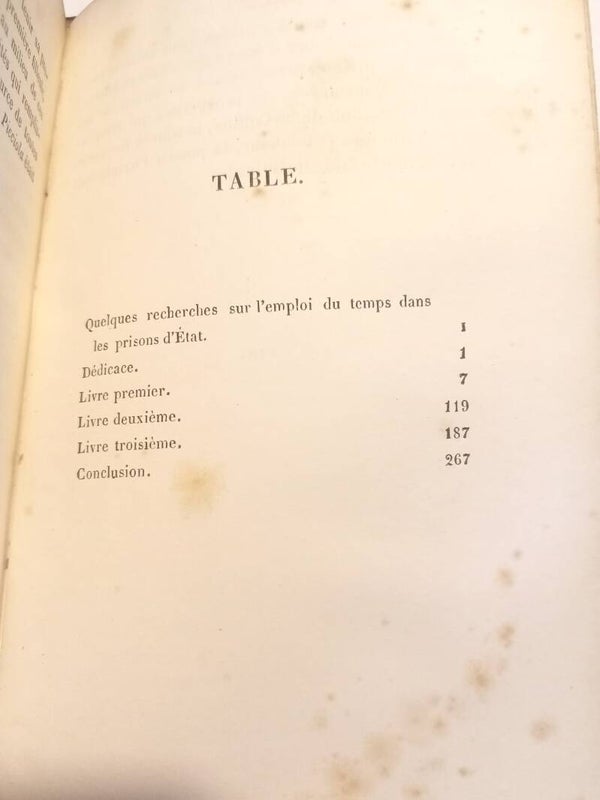 TABLE.
Quelques recherches sur l'emploi du temps dans
les prisons d'État. I
Dédicace. 1
Livre premier. 7
Livre deuxième. 119
Livre troisième. 187
Conclusion. 267